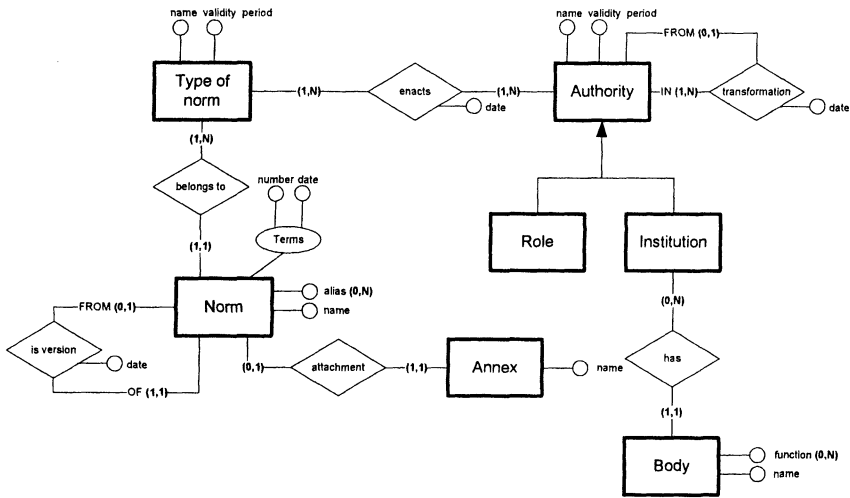 name validity period
name validity period
FROM (0,1)
Type of
norm
(1,N)
enacts
date
(1,N)
Authority
IN (1,N)
transformation
date
(1,N)
belongs to
number date
Terms
(1,1)
Role
Institution
Norm
alias (0,N)
name
FROM (0,1)
is version
date
OF (1,1)
(0,1)
attachment
(1,1)
Annex
name
(0,N)
has
(1,1)
Body
function (0,N)
name